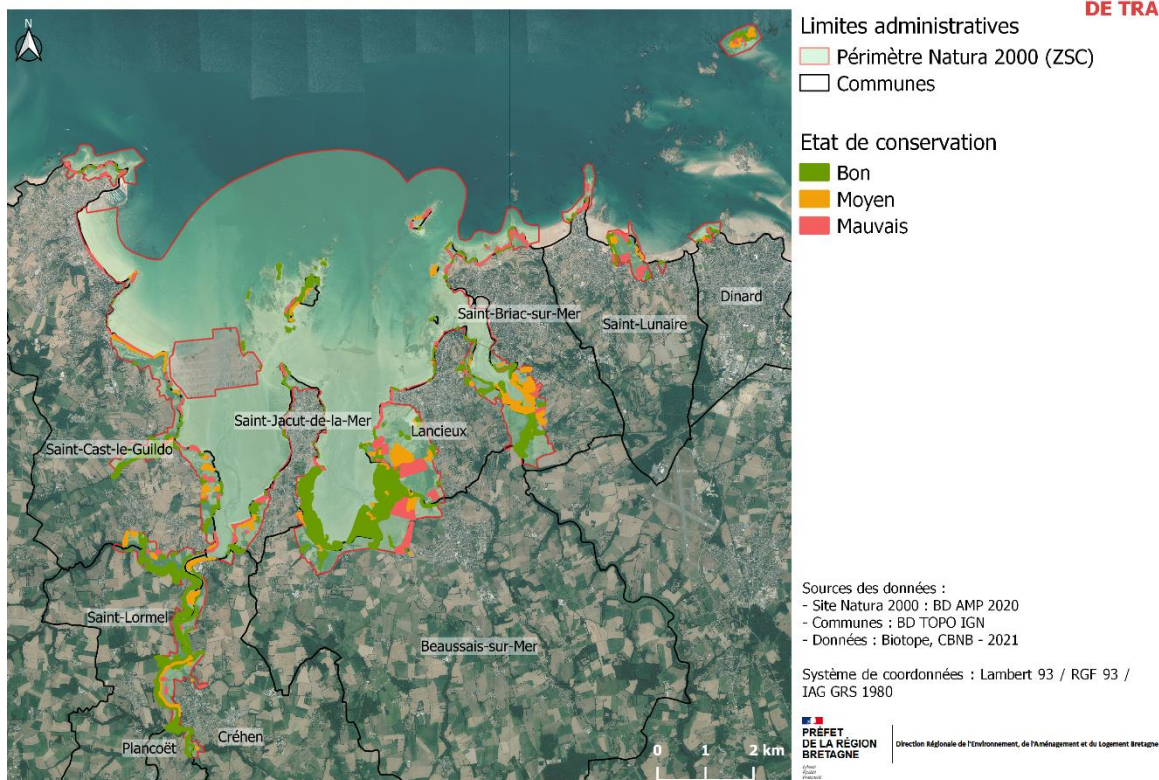 DE TRA
Limites administratives
Périmètre Natura 2000 (ZSC)
Communes
Etat de conservation
Bon
Moyen
Mauvais
N
Dinard
Saint-Briac-sur-Mer
Saint-Lunaire
Saint-Jacut-de-la-Mer
Lancieux
Saint-Cast-le-Guildo
Saint-Lormel
Beaussais-sur-Mer
Créhen
Plancoët
0 1 2 km
Sources des données :
- Site Natura 2000 : BD AMP 2020
- Communes : BD TOPO IGN
- Données : Biotope, CBNB - 2021
Système de coordonnées : Lambert 93 / RGF 93 /
IAG GRS 1980
PRÉFET
DE LA RÉGION
BRETAGNE
Direction Régionale de l'Environnement, de l'Aménagement et du Logement Bretagne